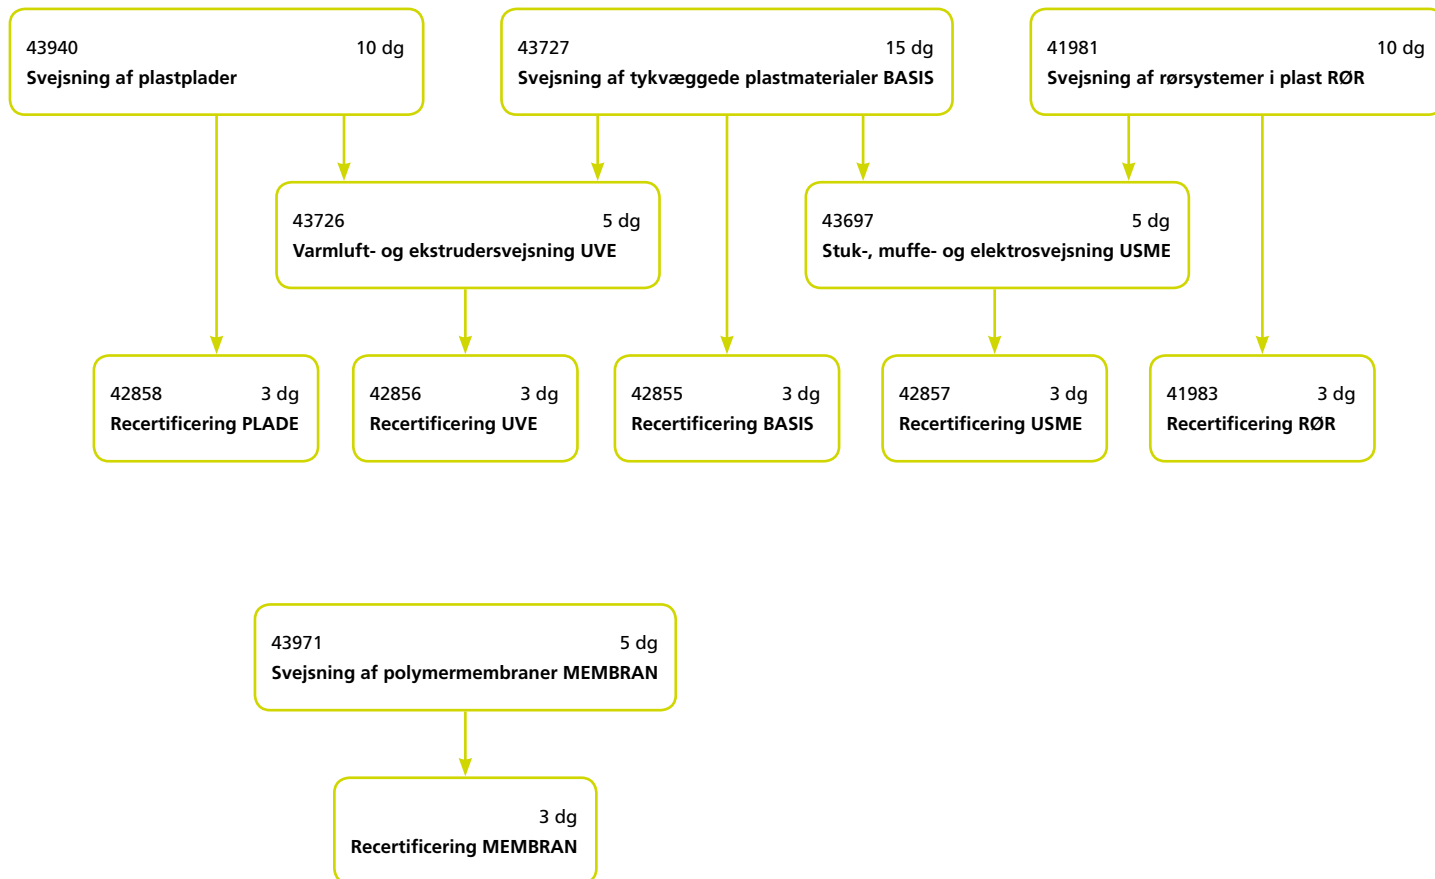 43940 10 dg
Svejsning af plastplader
43727 15 dg
Svejsning af tykvæggede plastmaterialer BASIS
41981 10 dg
Svejsning af rørsystemer i plast RØR
43726 5 dg
Varmluft- og ekstrudersvejsning UVE
43697 5 dg
Stuk-, muffe- og elektrosvejsning USME
42858 3 dg
Recertificering PLADE
42856 3 dg
Recertificering UVE
42855 3 dg
Recertificering BASIS
42857 3 dg
Recertificering USME
41983 3 dg
Recertificering RØR
43971 5 dg
Svejsning af polymermembraner MEMBRAN
3 dg
Recertificering MEMBRAN